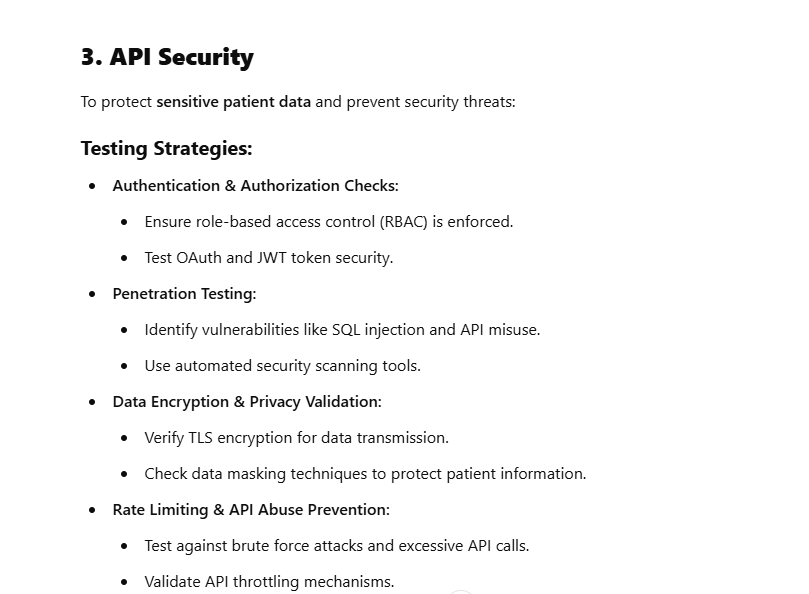 3. API Security
To protect sensitive patient data and prevent security threats:
Testing Strategies:
• Authentication & Authorization Checks:
• Ensure role-based access control (RBAC) is enforced.
• Test OAuth and JWT token security.
• Penetration Testing:
• Identify vulnerabilities like SQL injection and API misuse.
• Use automated security scanning tools.
• Data Encryption & Privacy Validation:
• Verify TLS encryption for data transmission.
• Check data masking techniques to protect patient information.
• Rate Limiting & API Abuse Prevention:
• Test against brute force attacks and excessive API calls.
• Validate API throttling mechanisms.